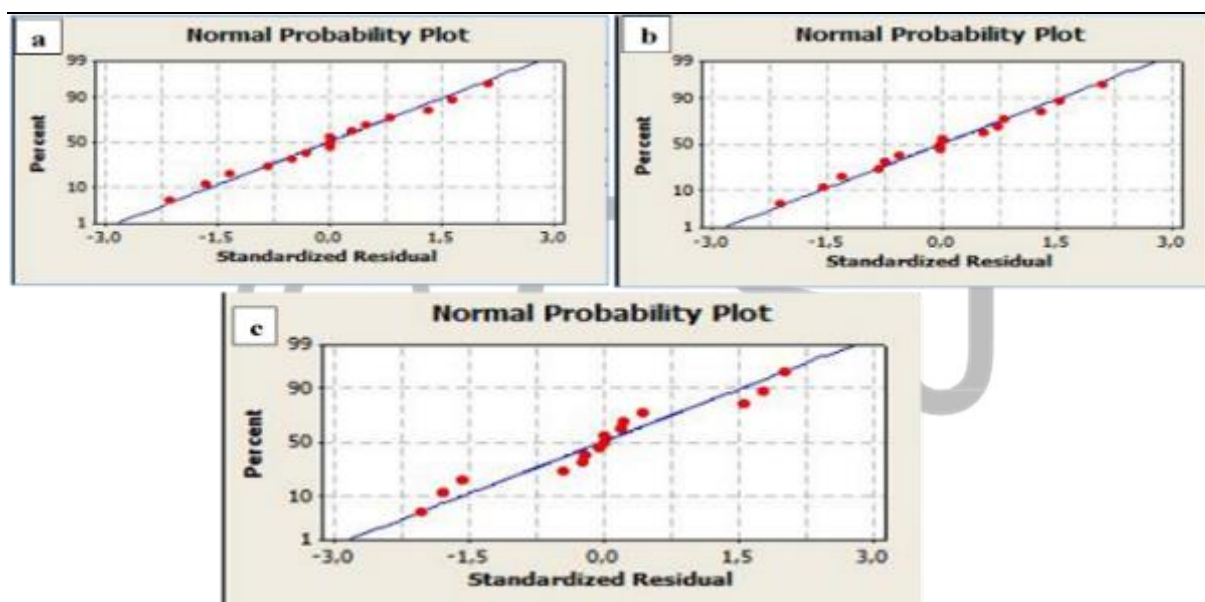 a
Normal Probability Plot
99
90
50
10
1
Percent
-3,0 -1,5 0,0 1,5 3,0
Standardized Residual
b
Normal Probability Plot
99
90
50
10
1
Percent
-3,0 -1,5 0,0 1,5 3,0
Standardized Residual
c
Normal Probability Plot
99
90
50
10
1
Percent
-3,0 -1,5 0,0 1,5 3,0
Standardized Residual